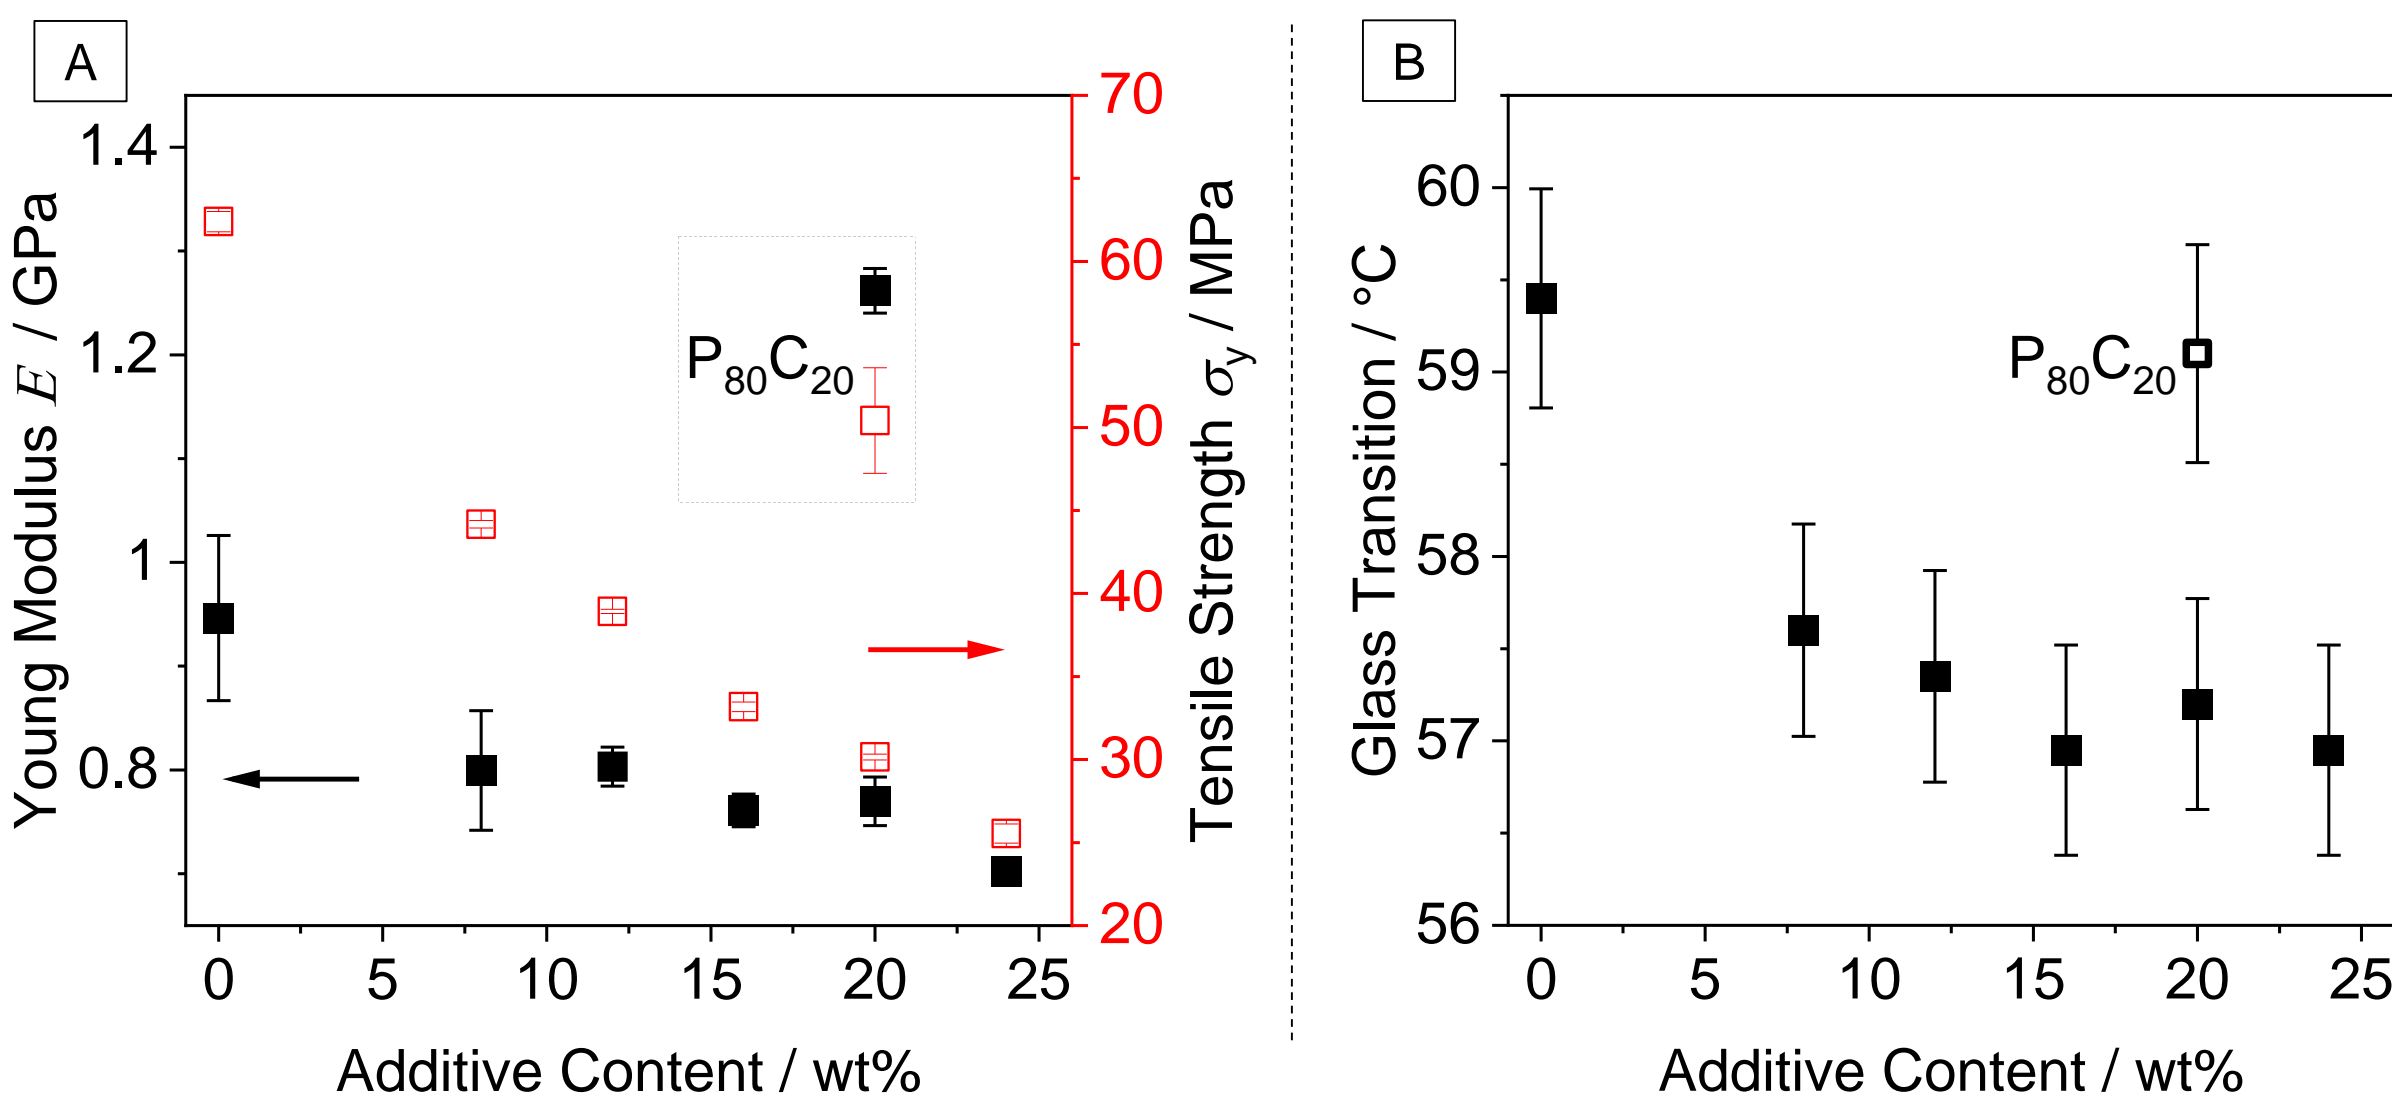 A
Young Modulus E / GPa
1.4
1.2
1
0.8
P80C20
70
60
50
40
30
20
Tensile Strength σy / MPa
0 5 10 15 20 25
Additive Content / wt%
B
Glass Transition / °C
60
59
58
57
56
P80C20
0 5 10 15 20 25
Additive Content / wt%